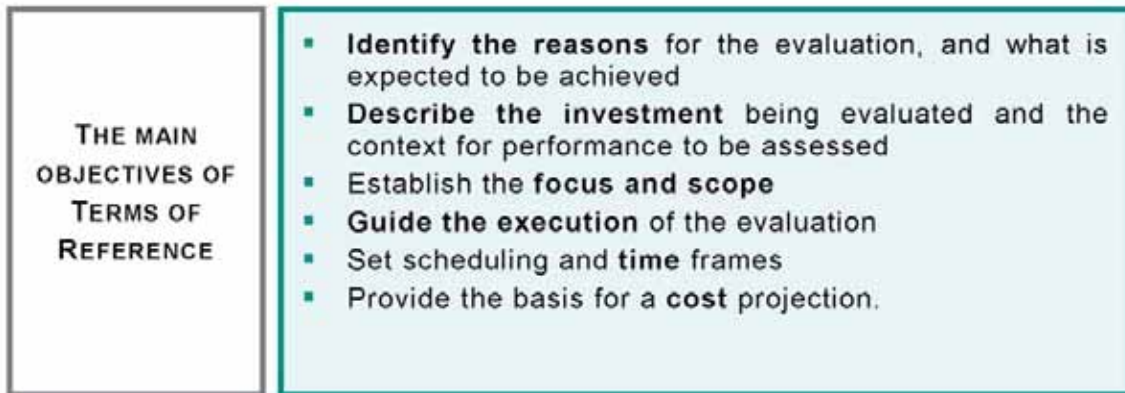 THE MAIN
OBJECTIVES OF
TERMS OF
REFERENCE
▪ Identify the reasons for the evaluation, and what is
expected to be achieved
▪ Describe the investment being evaluated and the
context for performance to be assessed
▪ Establish the focus and scope
▪ Guide the execution of the evaluation
▪ Set scheduling and time frames
▪ Provide the basis for a cost projection.